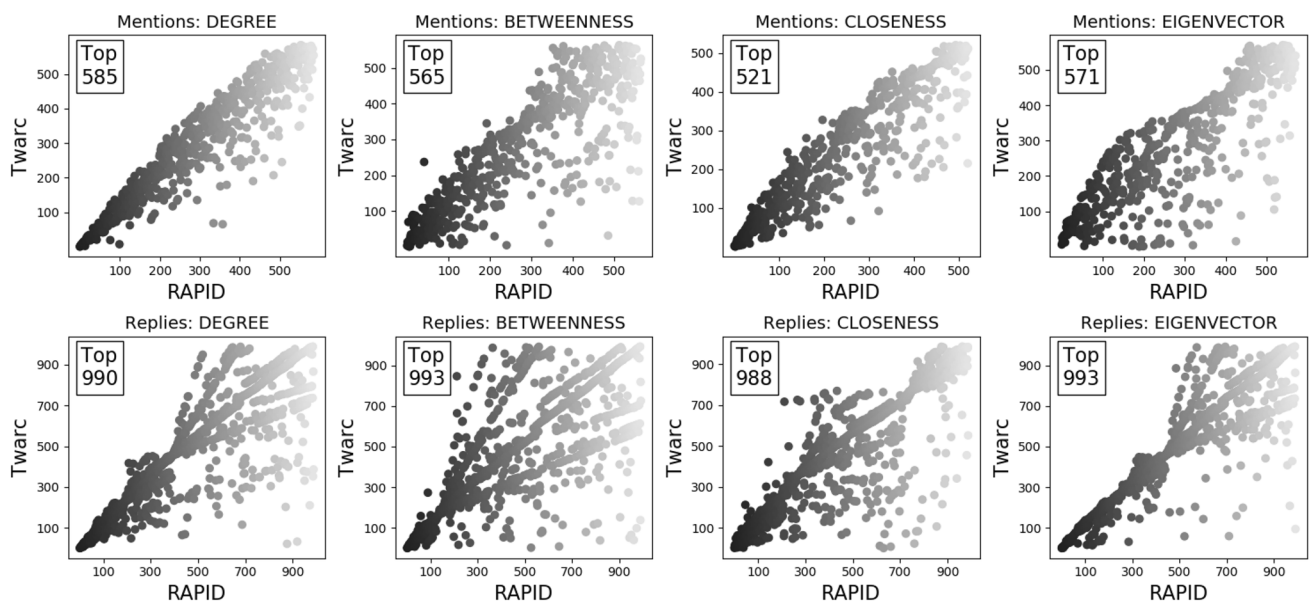 Mentions: DEGREE
Top
585
500
400
300
200
100
Twarc
100 200 300 400 500
RAPID
Mentions: BETWEENNESS
Top
565
500
400
300
200
100
Twarc
100 200 300 400 500
RAPID
Mentions: CLOSENESS
Top
521
500
400
300
200
100
Twarc
100 200 300 400 500
RAPID
Mentions: EIGENVECTOR
Top
571
500
400
300
200
100
Twarc
100 200 300 400 500
RAPID
Replies: DEGREE
Top
990
900
700
500
300
100
Twarc
100 300 500 700 900
RAPID
Replies: BETWEENNESS
Top
993
900
700
500
300
100
Twarc
100 300 500 700 900
RAPID
Replies: CLOSENESS
Top
988
900
700
500
300
100
Twarc
100 300 500 700 900
RAPID
Replies: EIGENVECTOR
Top
993
900
700
500
300
100
Twarc
100 300 500 700 900
RAPID